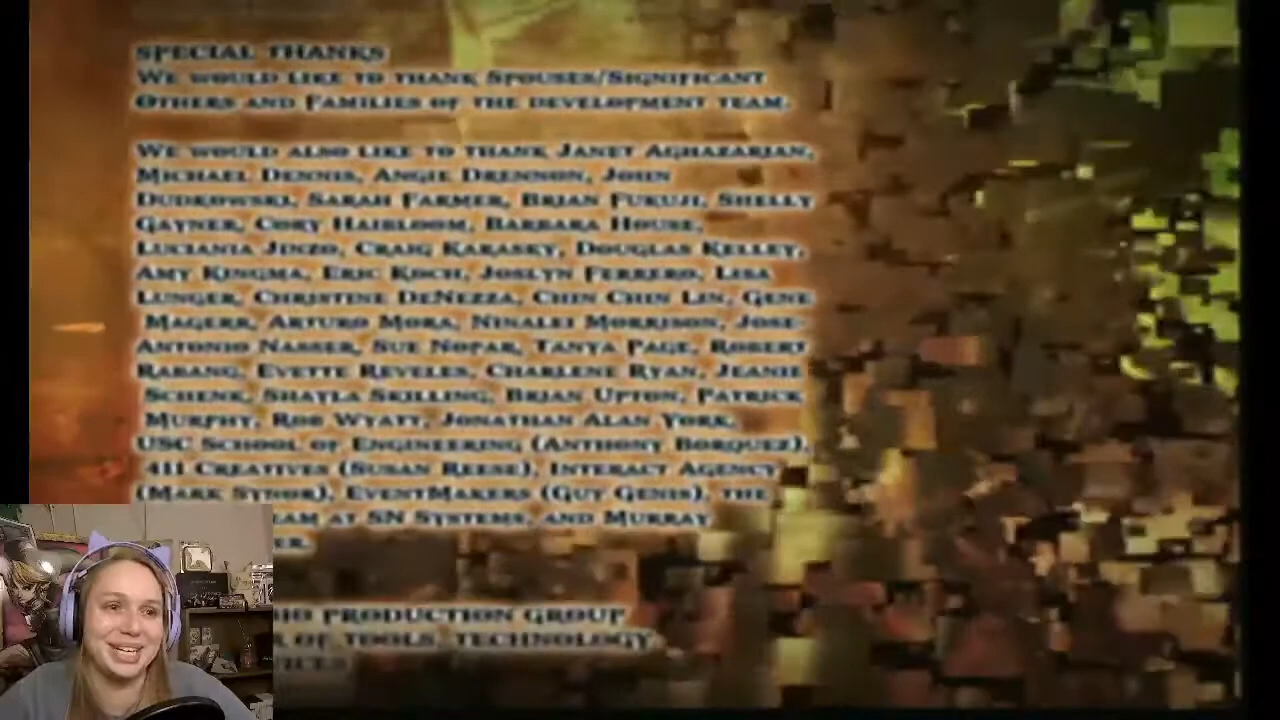 SPECIAL THANKS
WE WOULD LIKE TO THANK SPOUSES/SIGNIFICANT
OTHERS AND FAMILIES OF THE DEVELOPMENT TEAM.
WE WOULD ALSO LIKE TO THANK JANET AGHAZARIAN,
MICHAEL DENNIS, ANGIE DRENNON, JOHN
DUDKOWSKI, SARAH FARMER, BRIAN FUKUJI, SHELLY
GAYNER, CORY HAIRLOOM, BARBARA HOUSE,
LUCIANIA JINZO, CRAIG KARASKY, DOUGLAS KELLEY,
AMY KINGMA, ERIC KOCH, JOSLYN FERRERO, LISA
LUNGER, CHRISTINE DENEZZA, CHIN CHIN LIN, GENE
MAGERR, ARTURO MORA, NINALEI MORRISON, JOSE-
ANTONIO NASSER, SUE NOPAR, TANYA PAGE, ROBERT
RABANG, EVETTE REVELES, CHARLENE RYAN, JEANIE
SCHENK, SHAYLA SKILLING, BRIAN UPTON, PATRICK
MURPHY, ROB WYATT, JONATHAN ALAN YORK,
USC SCHOOL OF ENGINEERING (ANTHONY BORQUEZ),
411 CREATIVES (SUSAN REESE), INTERACT AGENCY
(MARK SYNOR), EVENTMAKERS (GUY GENIS), THE
AT SN SYSTEMS, AND MURRAY
PRODUCTION GROUP
OF TOOLS, TECHNOLOGY